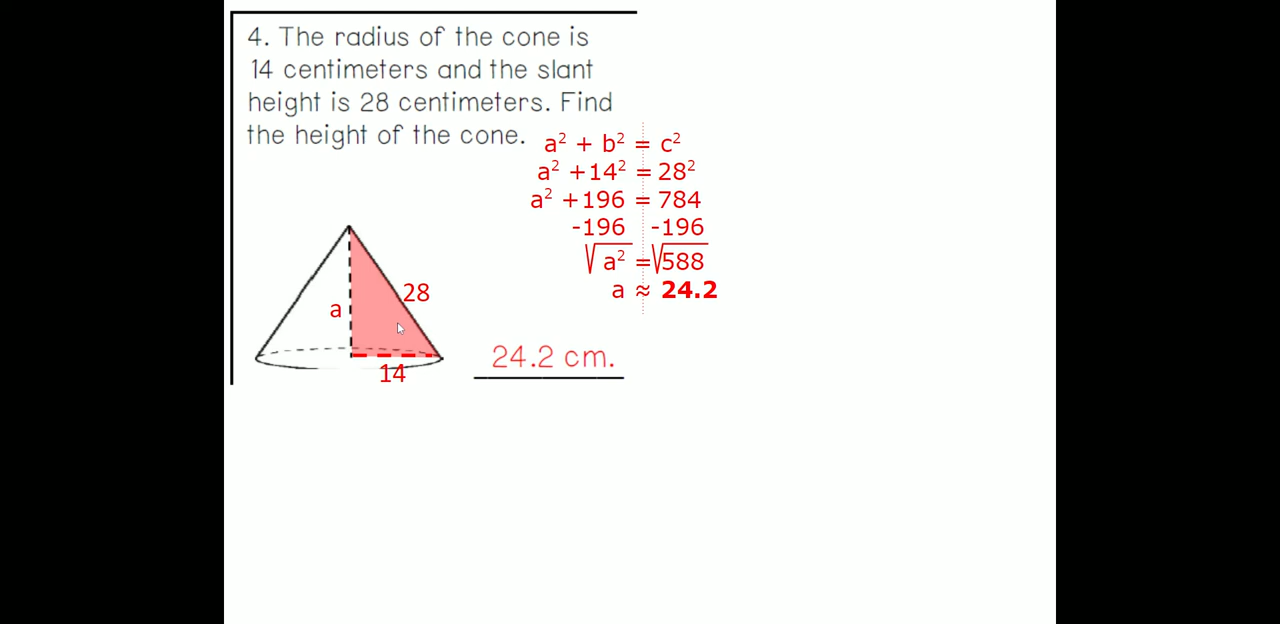 4. The radius of the cone is
14 centimeters and the slant
height is 28 centimeters. Find
the height of the cone.
a² + b² = c²
a² +14² = 28²
a² +196 = 784
-196 -196
√a² =√588
a ≈ 24.2
28
a
14
24.2 cm.